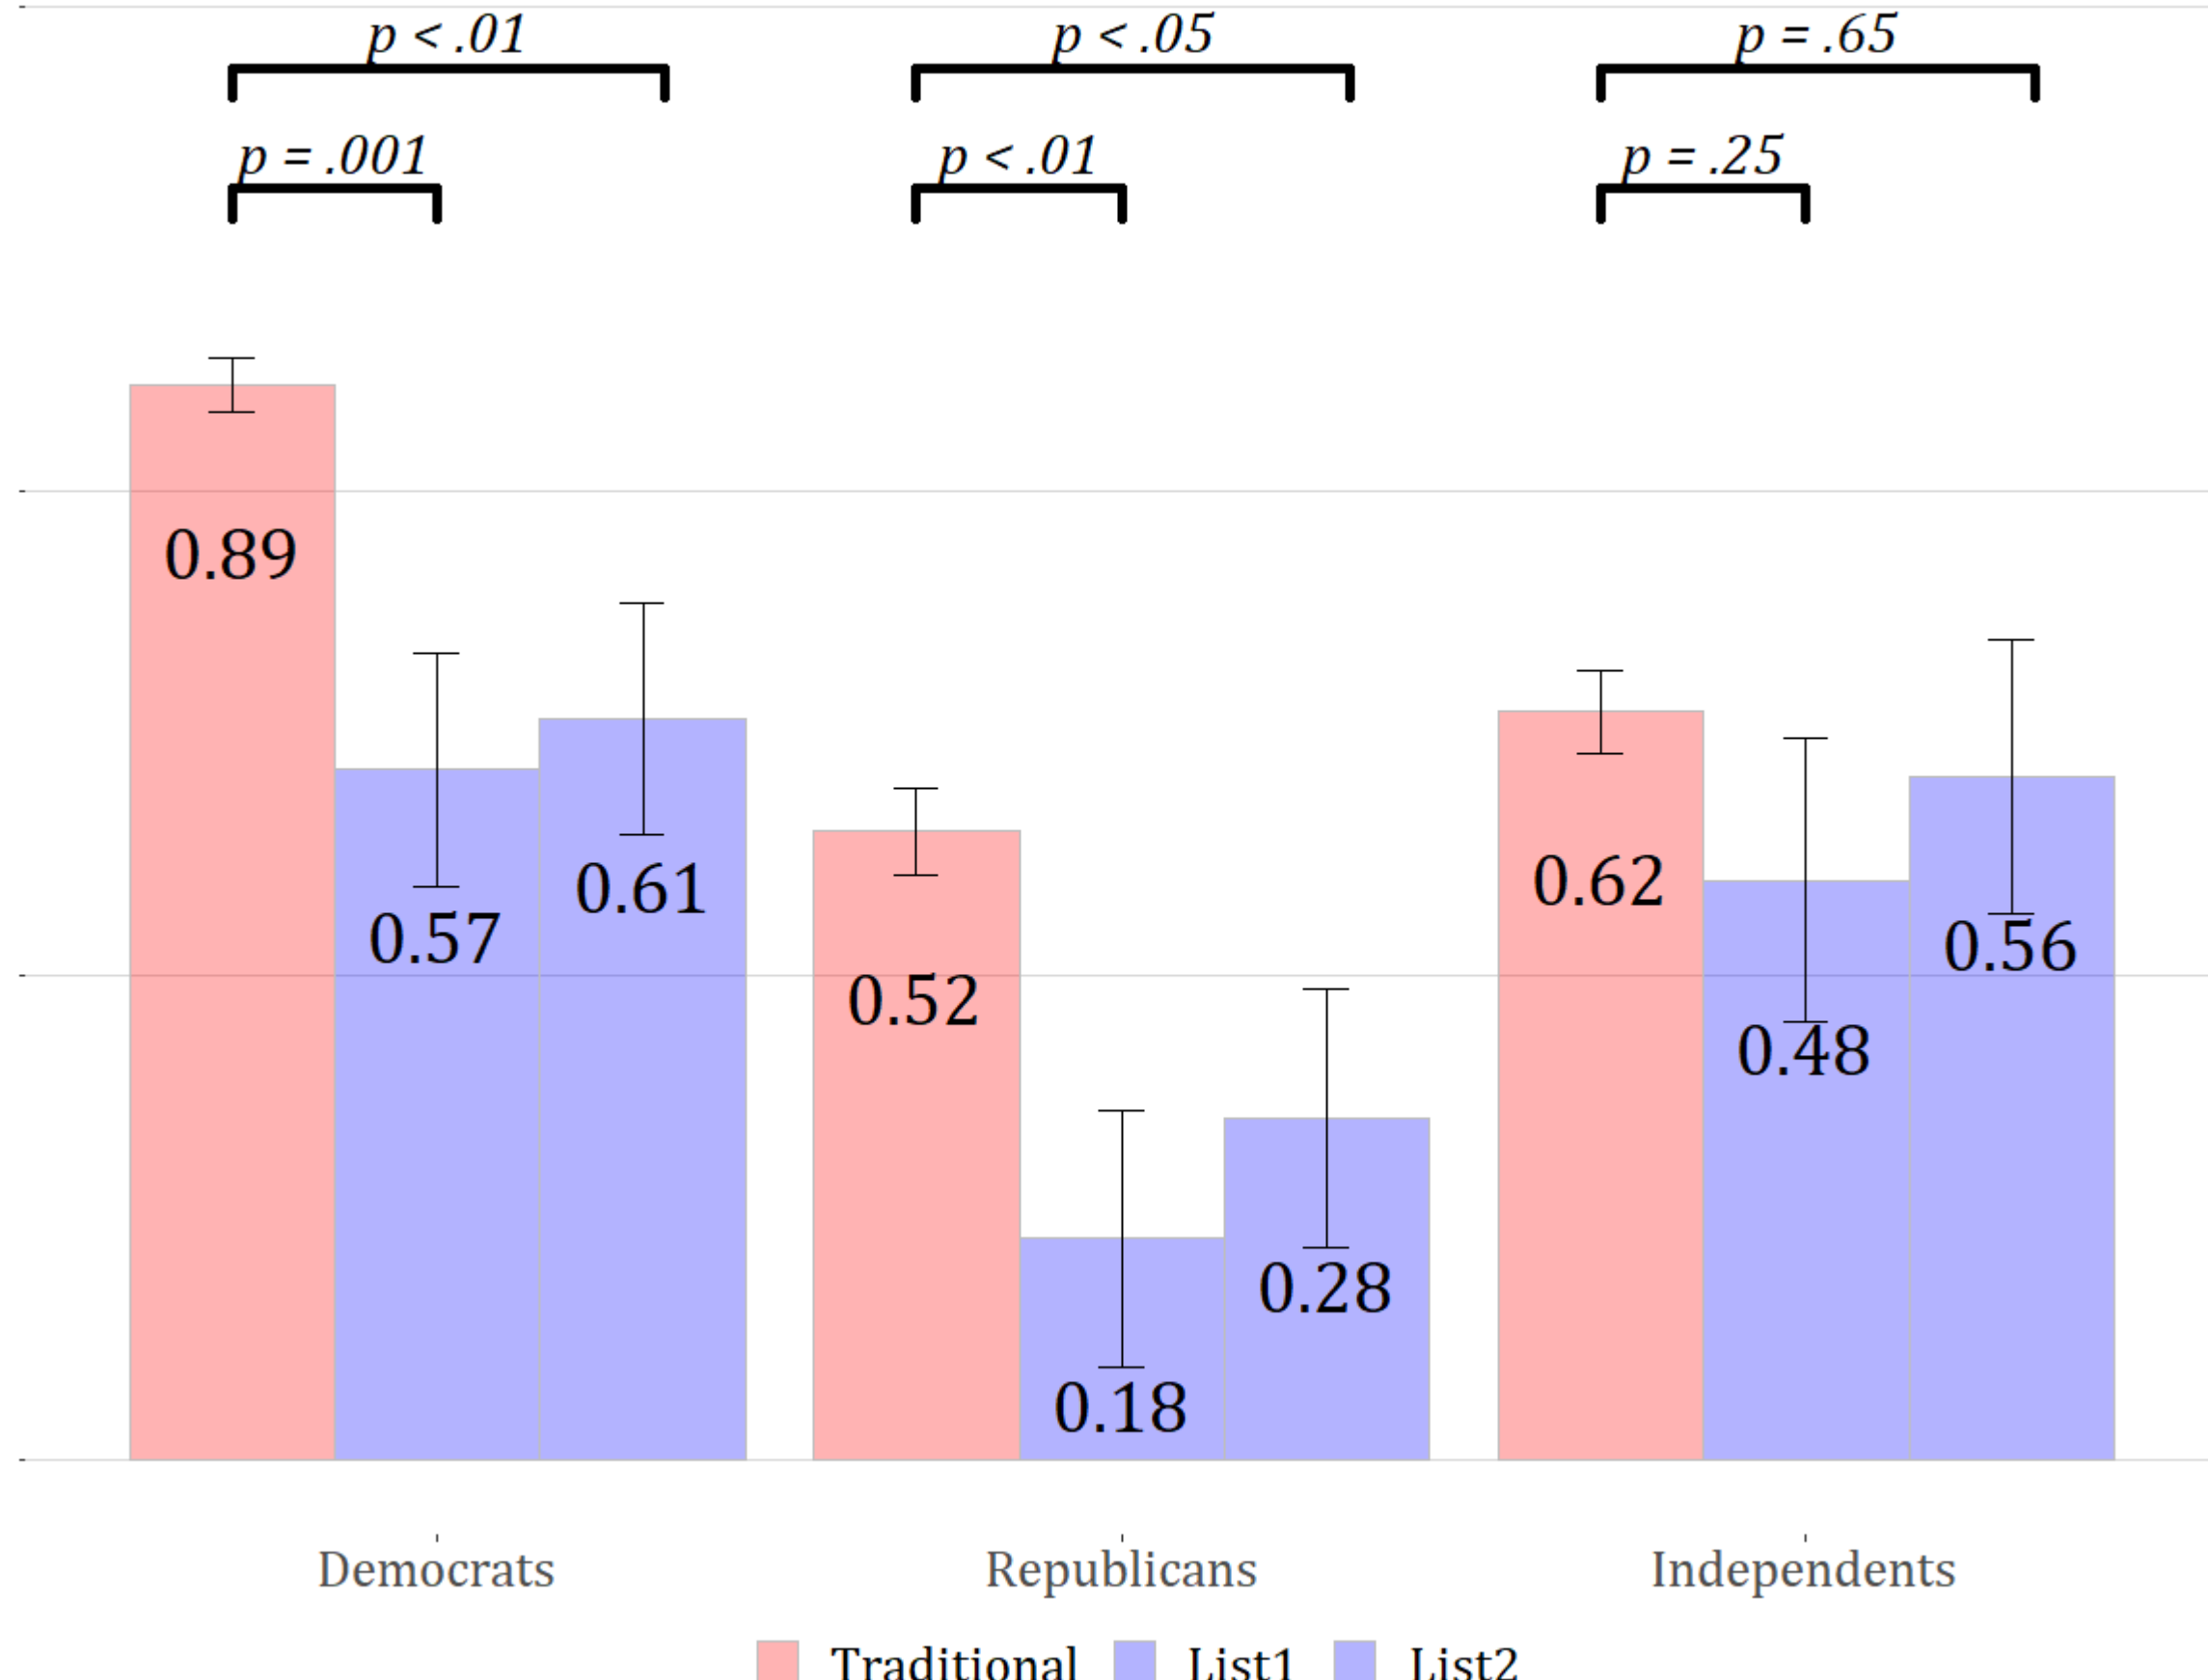 p < .01 p < .05 p = .65
p = .001 p < .01 p = .25
0.89
0.57 0.61 0.52 0.18 0.28 0.62 0.48 0.56
Democrats Republicans Independents
Traditional List1 List2